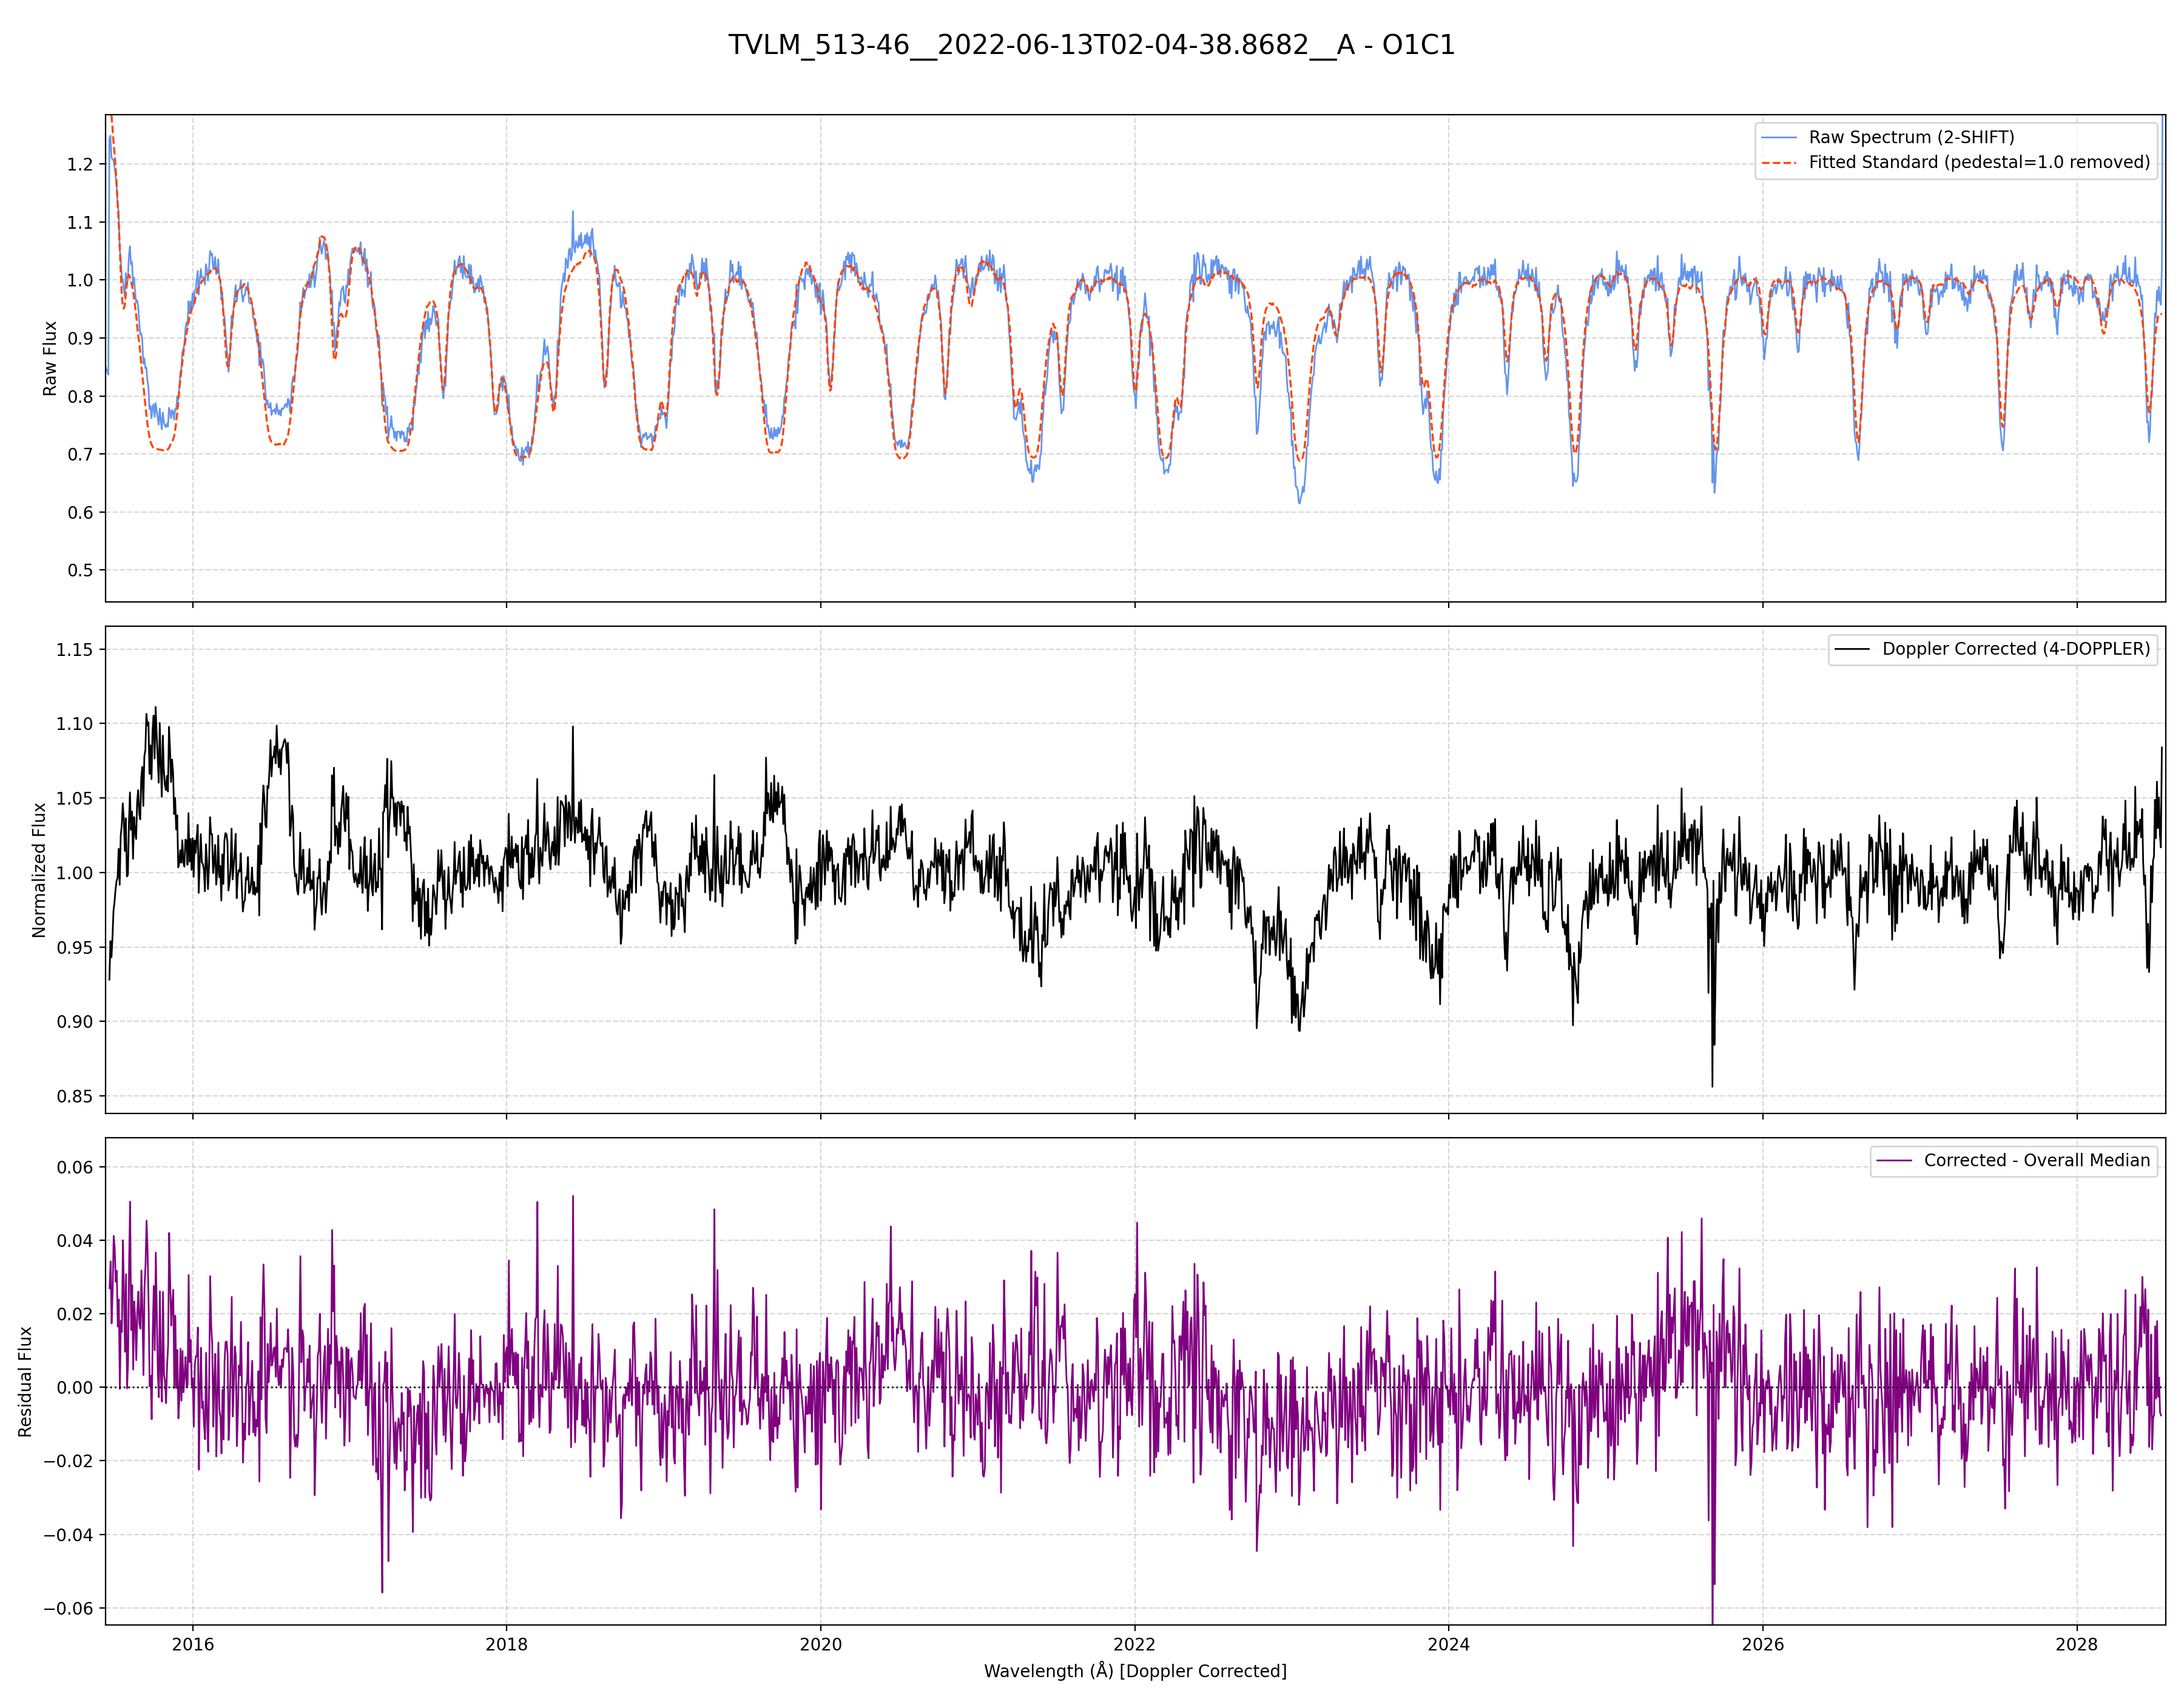 TVLM_513-46__2022-06-13T02-04-38.8682__A - O1C1
Raw Spectrum (2-SHIFT)
Fitted Standard (pedestal=1.0 removed)
Raw Flux
1.2
1.1
1.0
0.9
0.8
0.7
0.6
0.5
Doppler Corrected (4-DOPPLER)
Normalized Flux
1.15
1.10
1.05
1.00
0.95
0.90
0.85
Corrected - Overall Median
Residual Flux
0.06
0.04
0.02
0.00
−0.02
−0.04
−0.06
2016 2018 2020 2022 2024 2026 2028
Wavelength (Å) [Doppler Corrected]